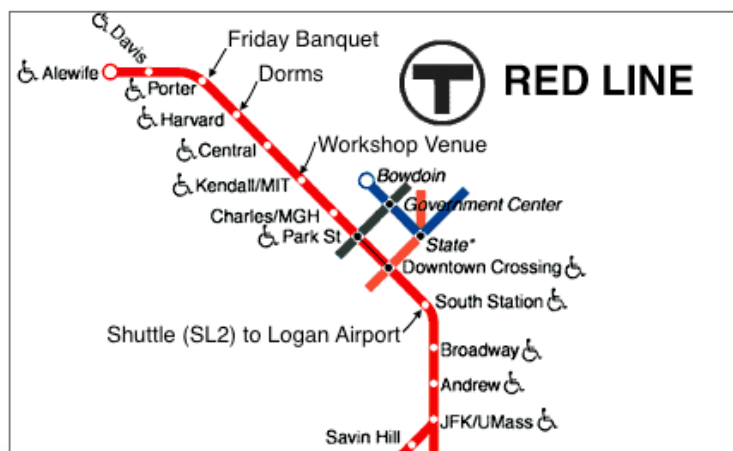 Davis
Friday Banquet
T RED LINE
Alewife
Porter
Dorms
Harvard
Central
Workshop Venue
Kendall/MIT
Bowdoin
Charles/MGH
Government Center
Park St
State*
Downtown Crossing
South Station
Shuttle (SL2) to Logan Airport
Broadway
Andrew
JFK/UMass
Savin Hill